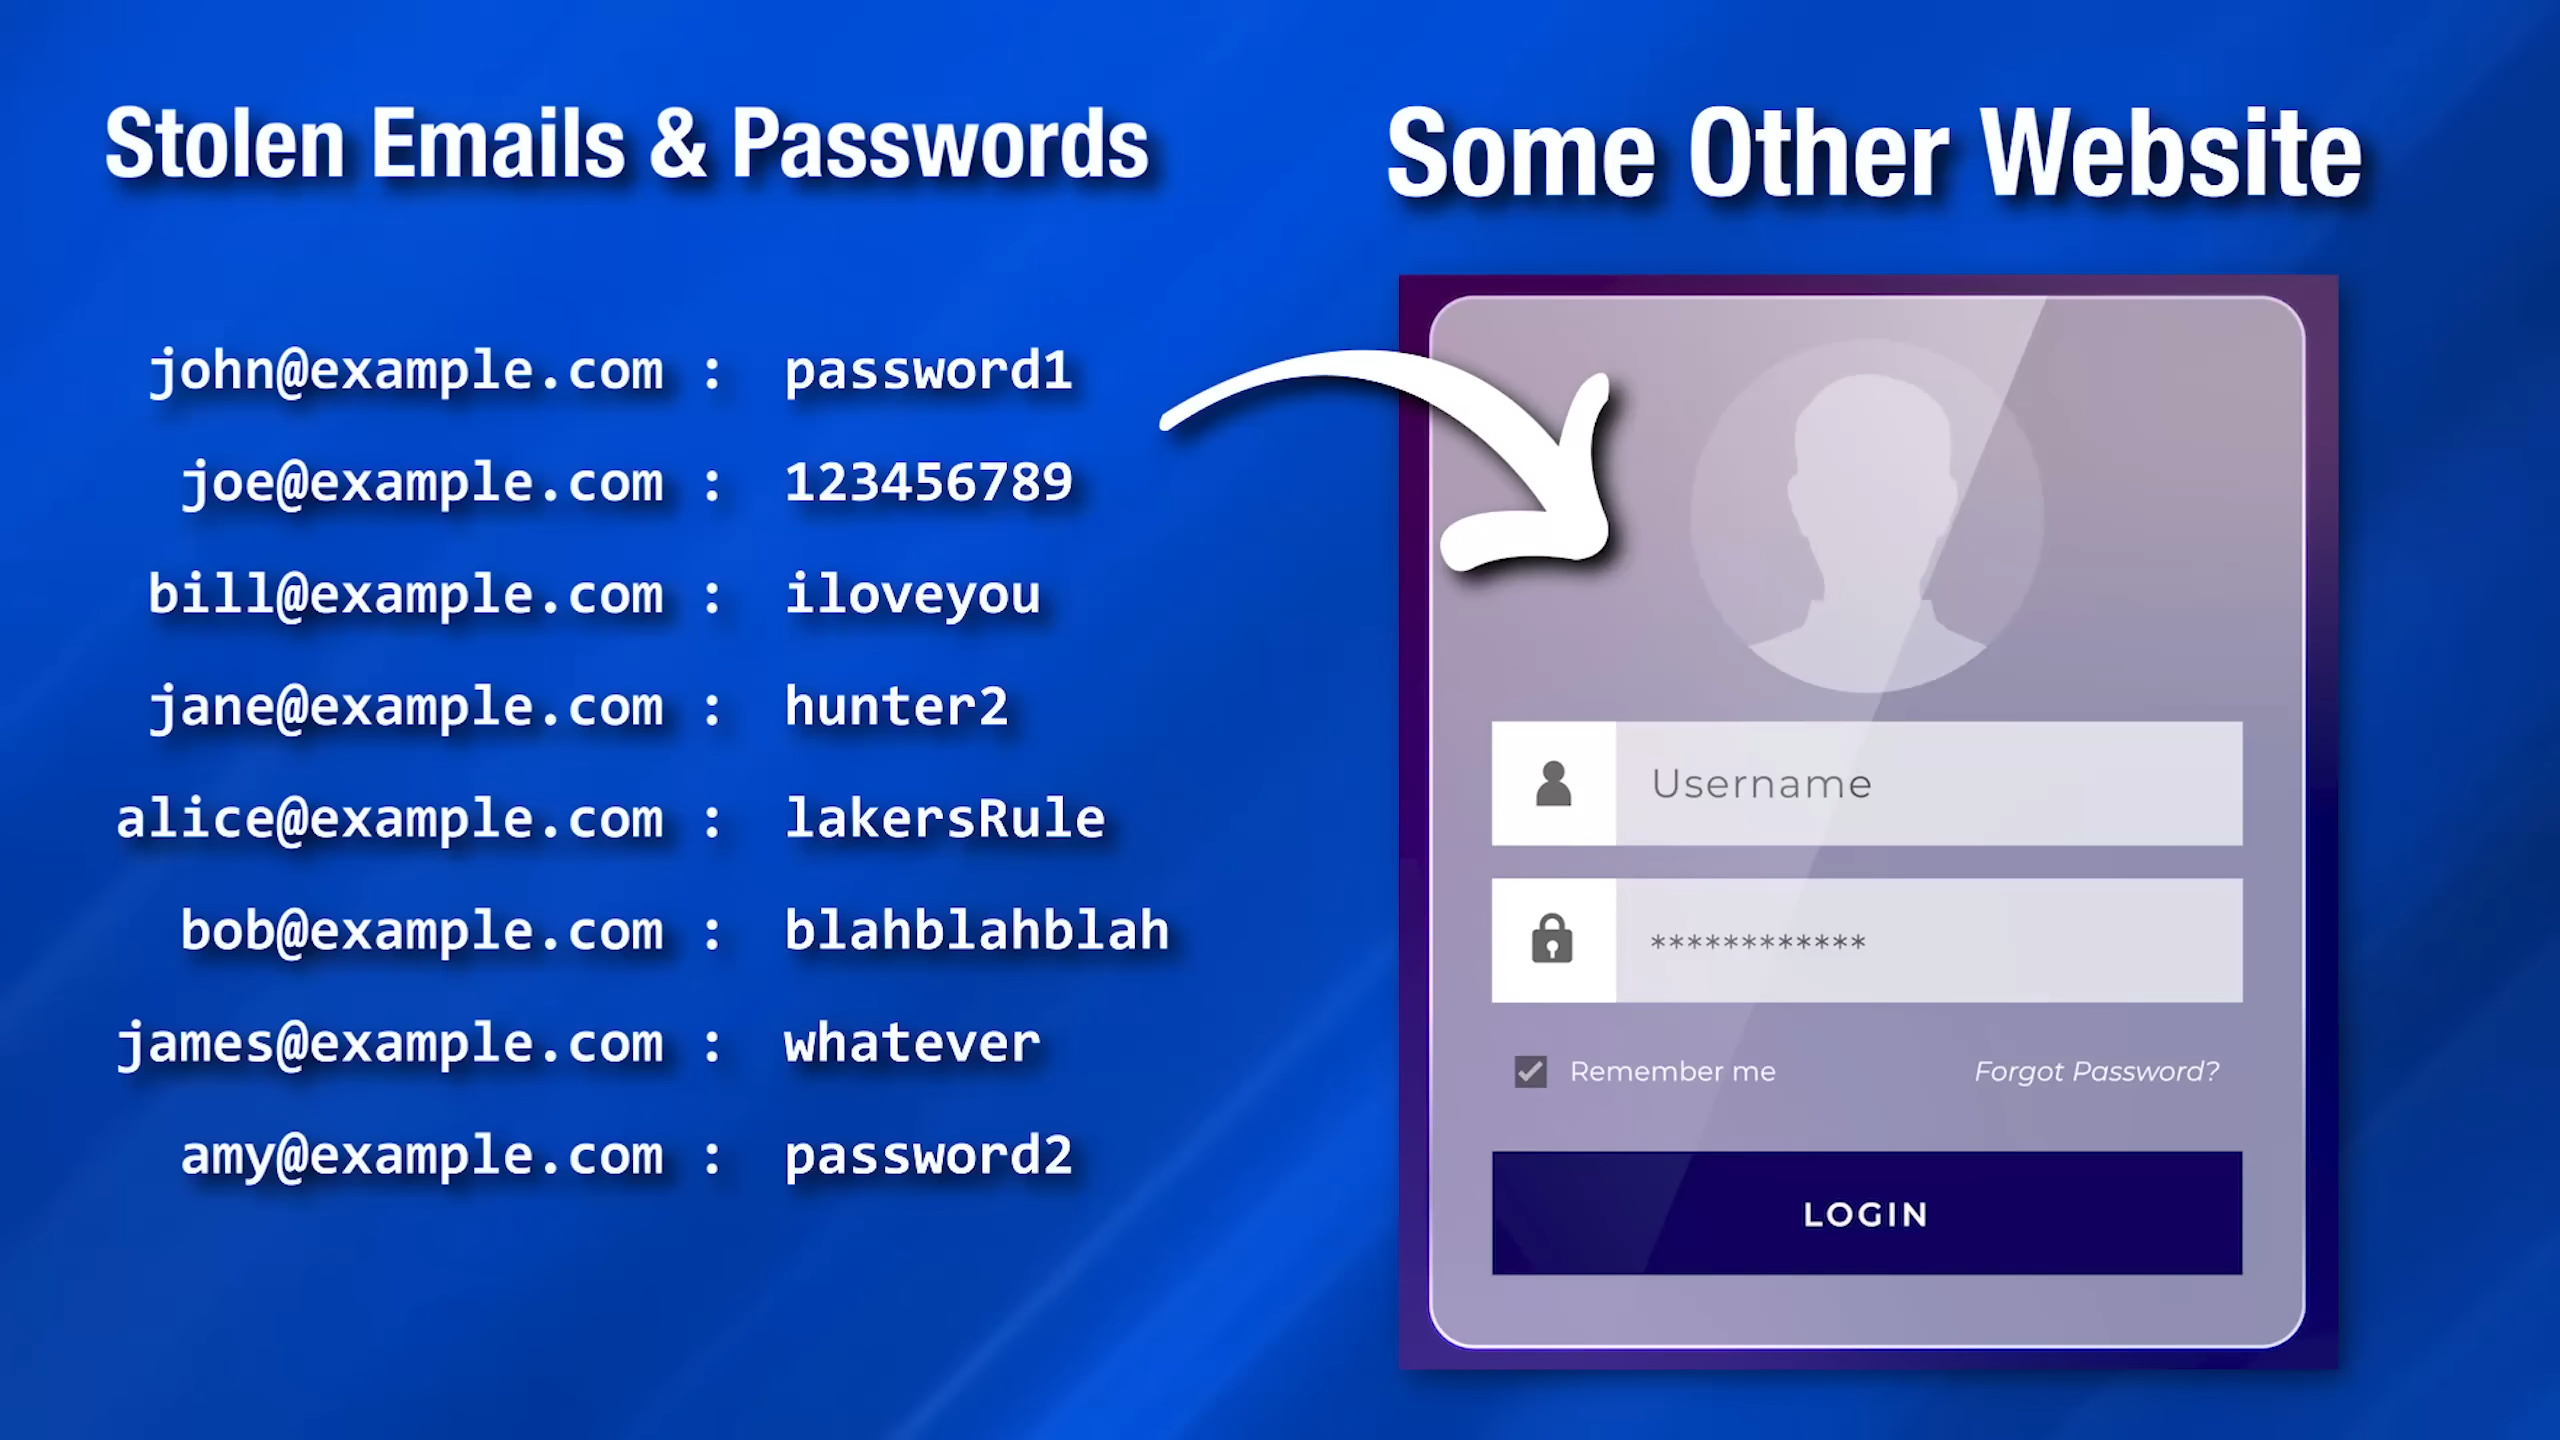 Stolen Emails & Passwords
john@example.com : password1
joe@example.com : 123456789
bill@example.com : iloveyou
jane@example.com : hunter2
alice@example.com : lakersRule
bob@example.com : blahblahblah
james@example.com : whatever
amy@example.com : password2
Some Other Website
Username
************
Remember me
Forgot Password?
LOGIN